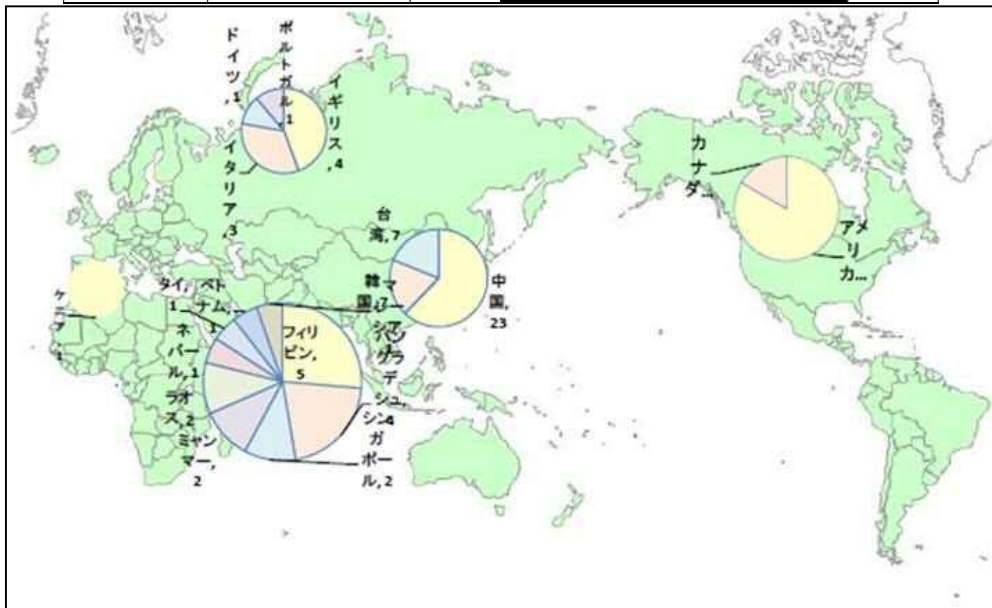 ドイツ, 1
ポルトガル, 1
イギリス, 4
イタリア, 3
カナダ...
アメリカ...
台湾, 7
韓国, 7
中国, 23
ケニア, 1
タイ, 1
ベトナム, 1
フィリピン, 5
バングラデシュ, 4
ネパール, 1
ラオス, 2
ミャンマー, 2
シンガポール, 2